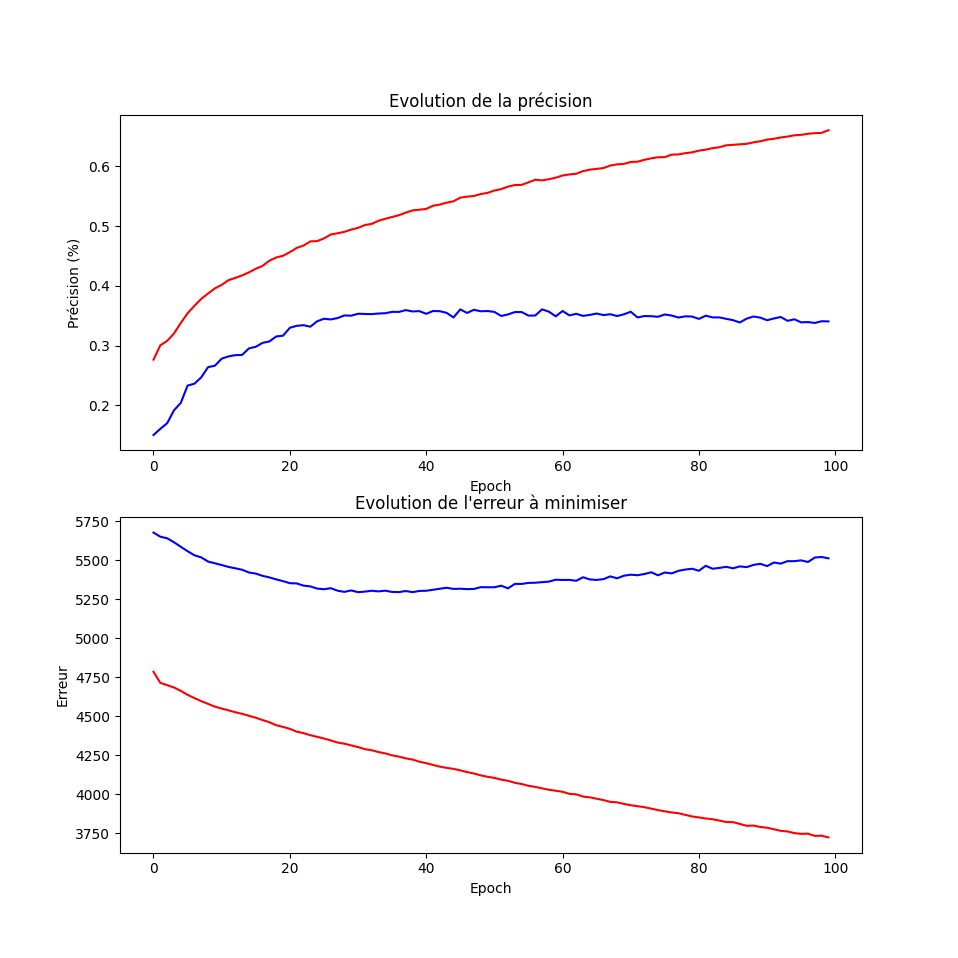 Evolution de la précision
Précision (%)
0.6
0.5
0.4
0.3
0.2
0 20 40 60 80 100
Epoch
Evolution de l'erreur à minimiser
Erreur
5750
5500
5250
5000
4750
4500
4250
4000
3750
0 20 40 60 80 100
Epoch